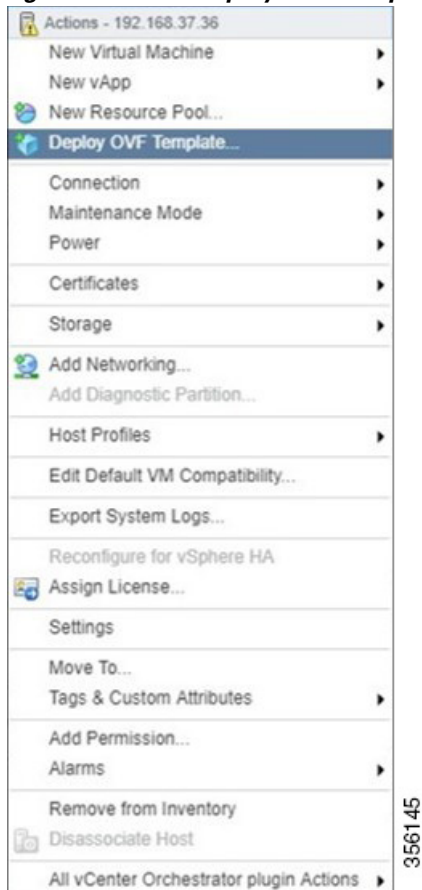 Actions - 192.168.37.36
New Virtual Machine
New vApp
New Resource Pool...
Deploy OVF Template...
Connection
Maintenance Mode
Power
Certificates
Storage
Add Networking...
Add Diagnostic Partition...
Host Profiles
Edit Default VM Compatibility...
Export System Logs...
Reconfigure for vSphere HA
Assign License...
Settings
Move To...
Tags & Custom Attributes
Add Permission...
Alarms
Remove from Inventory
Disassociate Host
All vCenter Orchestrator plugin Actions
356145